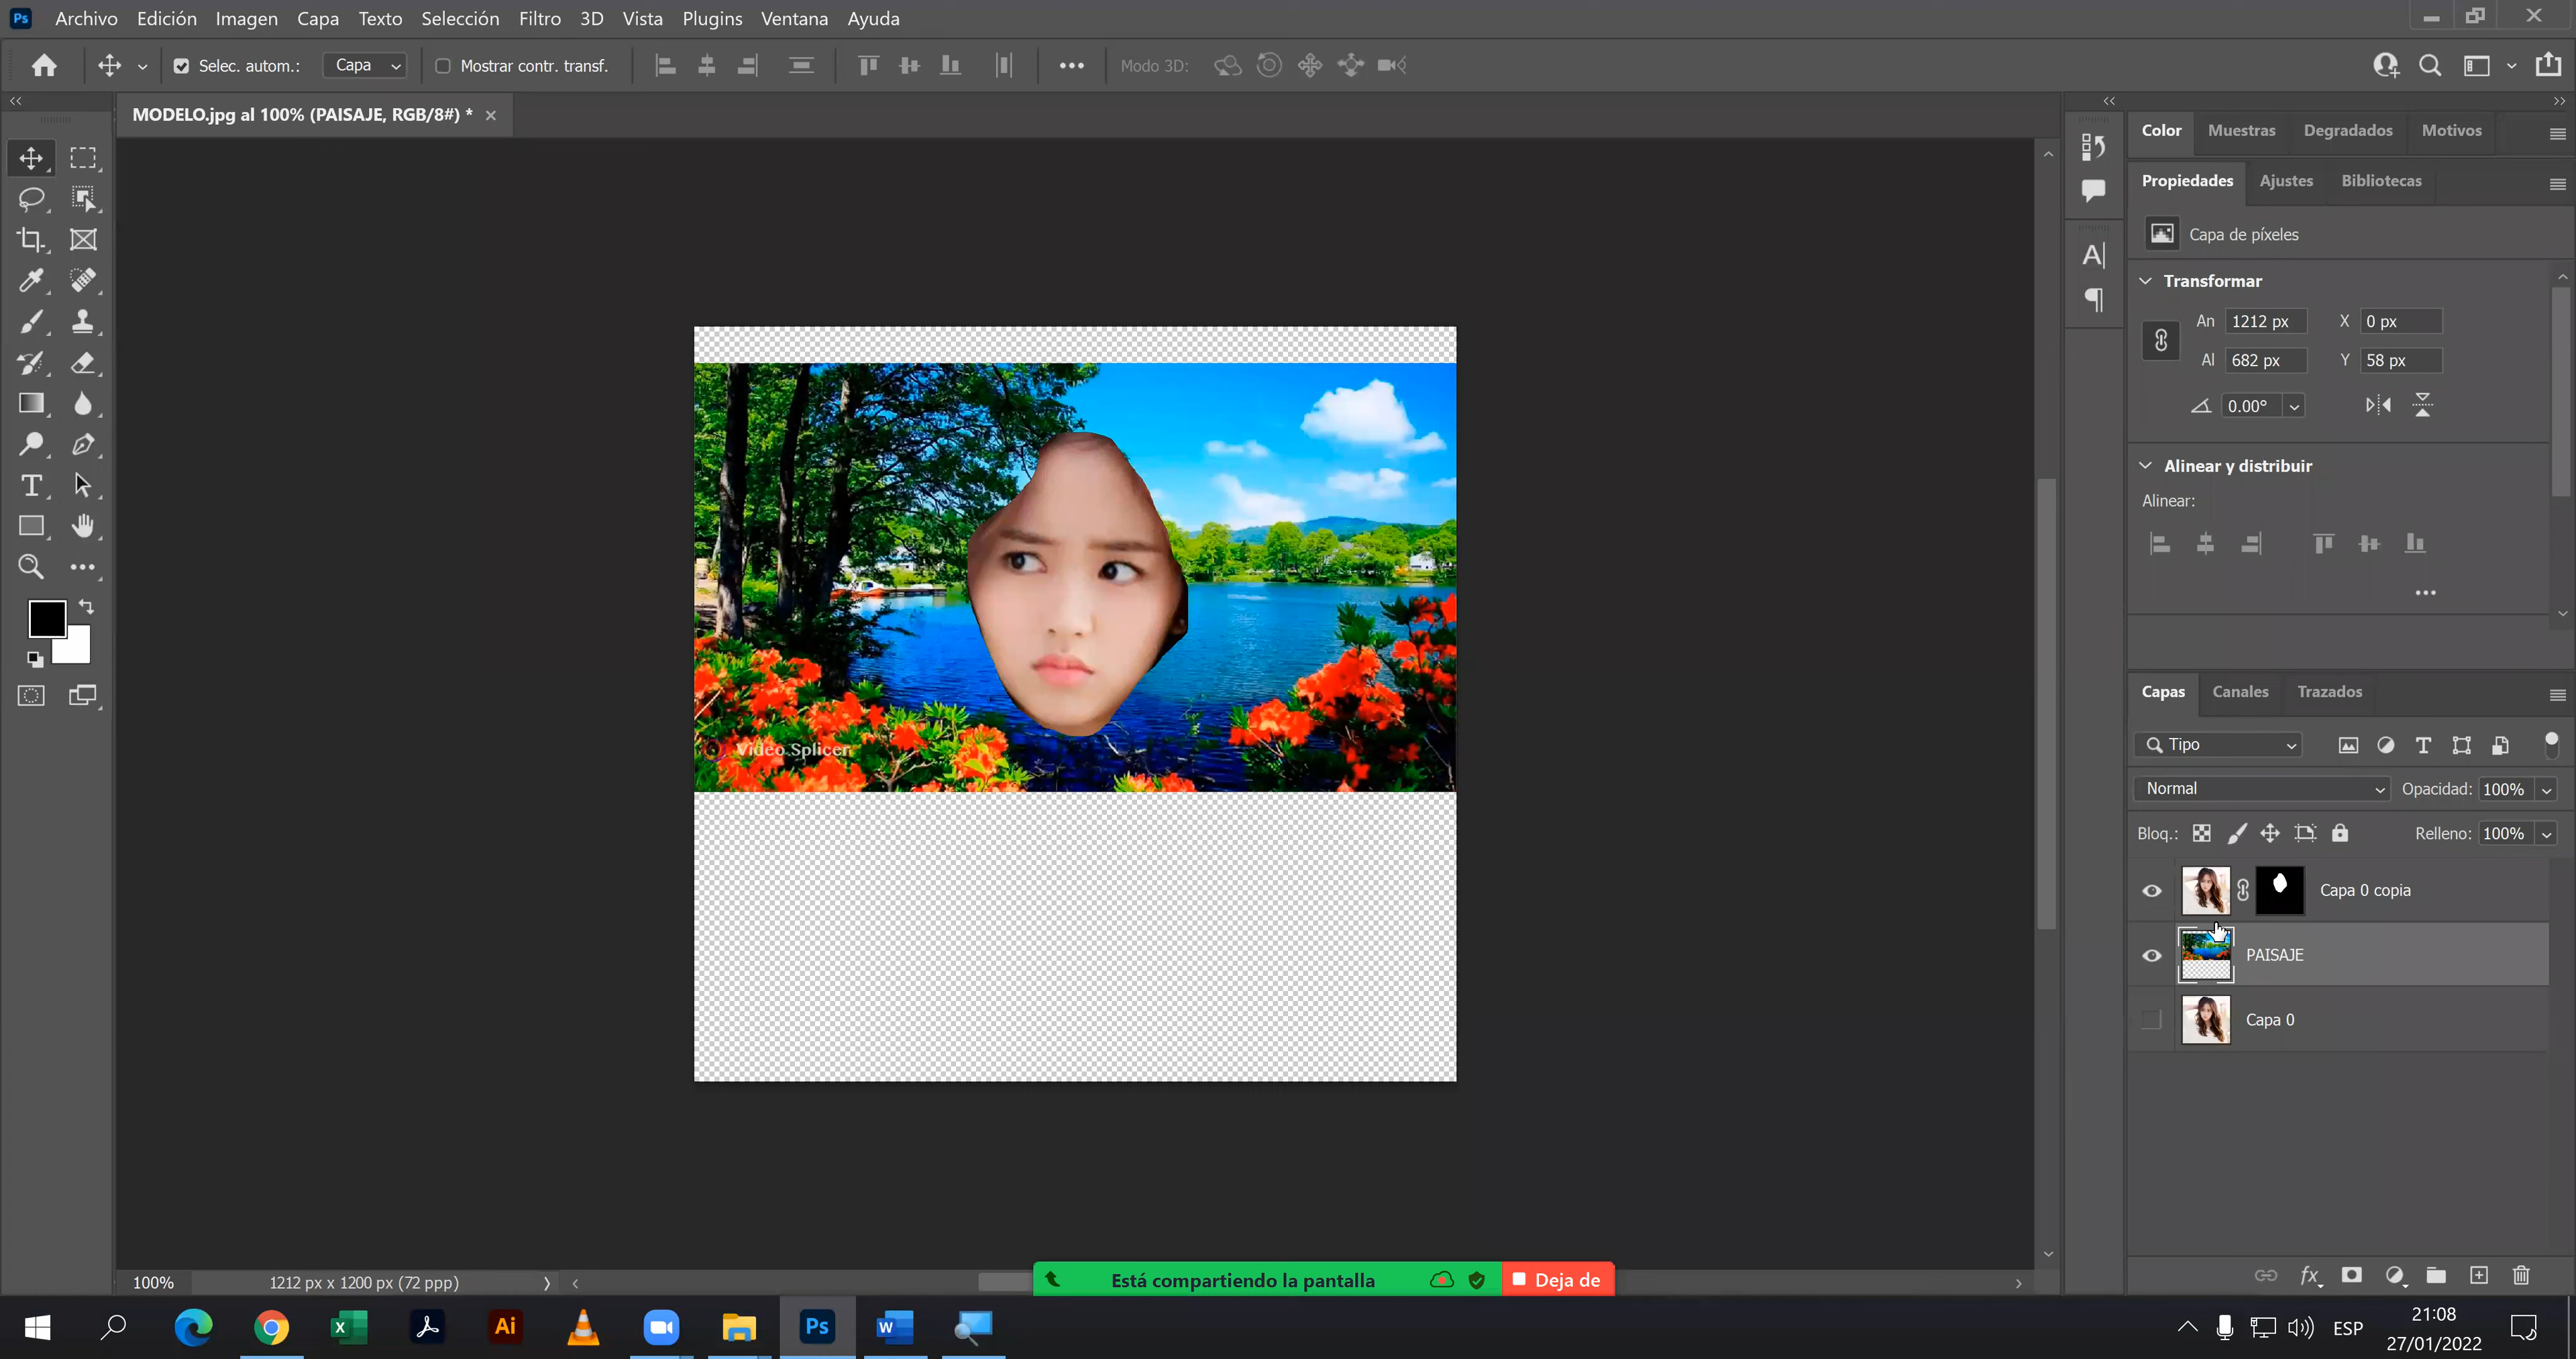 Ps Archivo Edición Imagen Capa Texto Selección Filtro 3D Vista Plugins Ventana Ayuda
Selec. autom.: Capa Mostrar contr. transf. Modo 3D:
MODELO.jpg al 100% (PAISAJE, RGB/8#) *
Color Muestras Degradados Motivos
Propiedades Ajustes Bibliotecas
Capa de píxeles
Transformar
An 1212 px X 0 px
Al 682 px Y 58 px
0.00°
Alinear y distribuir
Alinear:
Video Splicer
Capas Canales Trazados
Tipo
Normal Opacidad: 100%
Bloq.: Relleno: 100%
Capa 0 copia
PAISAJE
Capa 0
100% 1212 px x 1200 px (72 ppp)
Está compartiendo la pantalla Deja de
Ai Ps W
ESP
21:08
27/01/2022